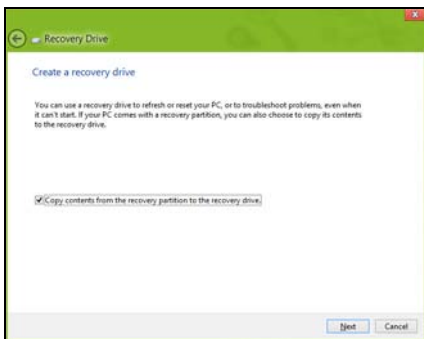 Recovery Drive
Create a recovery drive
You can use a recovery drive to refresh or reset your PC, or to troubleshoot problems, even when
it can't start. If your PC comes with a recovery partition, you can also choose to copy its contents
to the recovery drive.
Copy contents from the recovery partition to the recovery drive.
Next Cancel